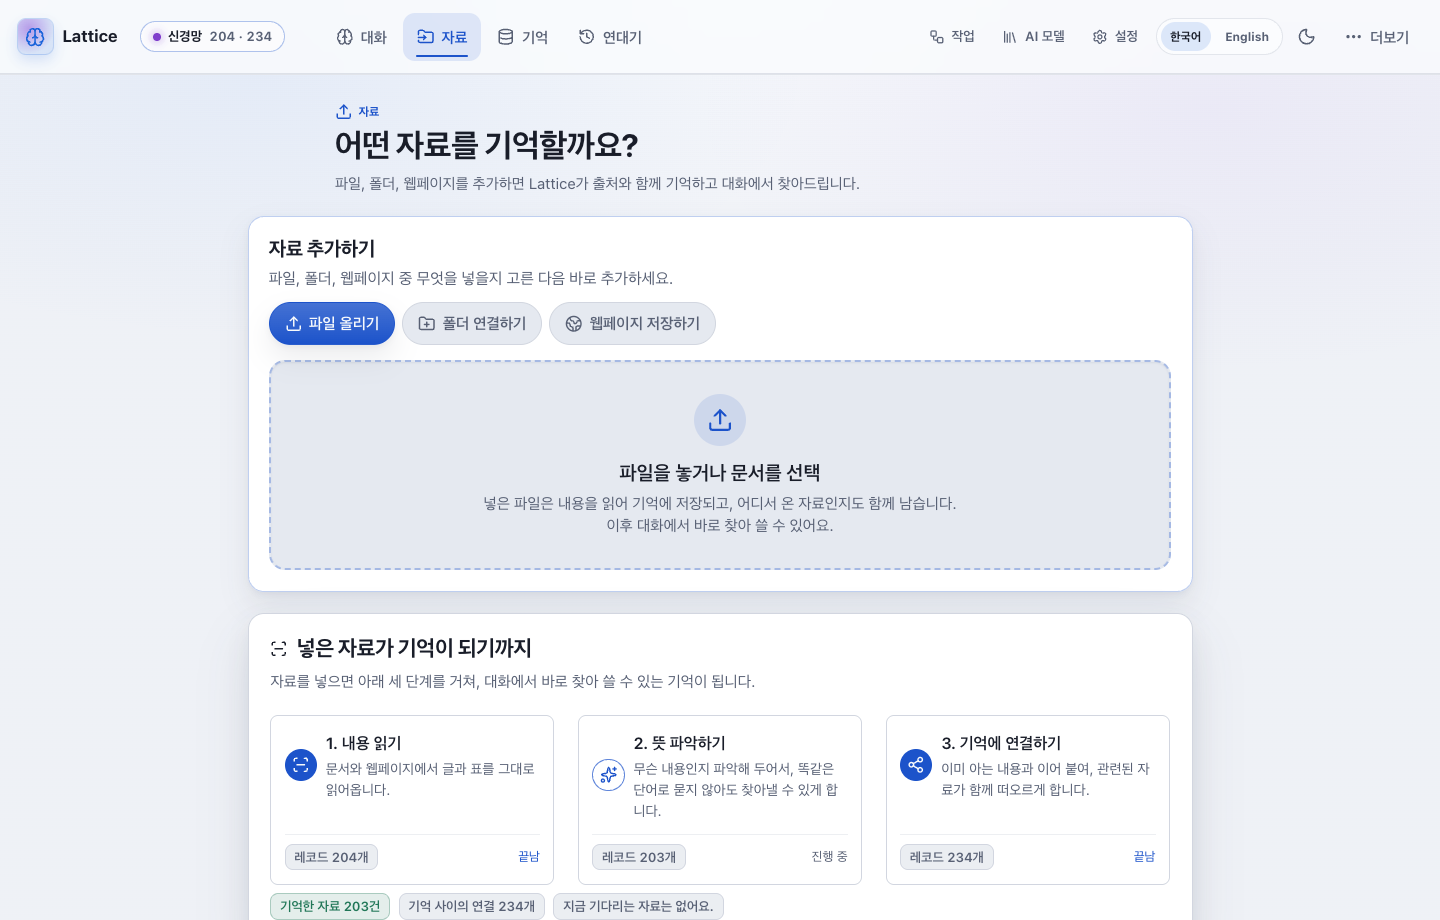 Lattice
신경망 204 · 234
대화
자료
기억
연대기
작업
AI 모델
설정
한국어
English
더보기
자료
어떤 자료를 기억할까요?
파일, 폴더, 웹페이지를 추가하면 Lattice가 출처와 함께 기억하고 대화에서 찾아드립니다.
자료 추가하기
파일, 폴더, 웹페이지 중 무엇을 넣을지 고른 다음 바로 추가하세요.
파일 올리기
폴더 연결하기
웹페이지 저장하기
파일을 놓거나 문서를 선택
넣은 파일은 내용을 읽어 기억에 저장되고, 어디서 온 자료인지도 함께 남습니다.
이후 대화에서 바로 찾아 쓸 수 있어요.
넣은 자료가 기억이 되기까지
자료를 넣으면 아래 세 단계를 거쳐, 대화에서 바로 찾아 쓸 수 있는 기억이 됩니다.
1. 내용 읽기
문서와 웹페이지에서 글과 표를 그대로
읽어옵니다.
레코드 204개
끝남
2. 뜻 파악하기
무슨 내용인지 파악해 두어서, 똑같은
단어로 묻지 않아도 찾아낼 수 있게 합
니다.
레코드 203개
진행 중
3. 기억에 연결하기
이미 아는 내용과 이어 붙여, 관련된 자
료가 함께 떠오르게 합니다.
레코드 234개
끝남
기억한 자료 203건
기억 사이의 연결 234개
지금 기다리는 자료는 없어요.